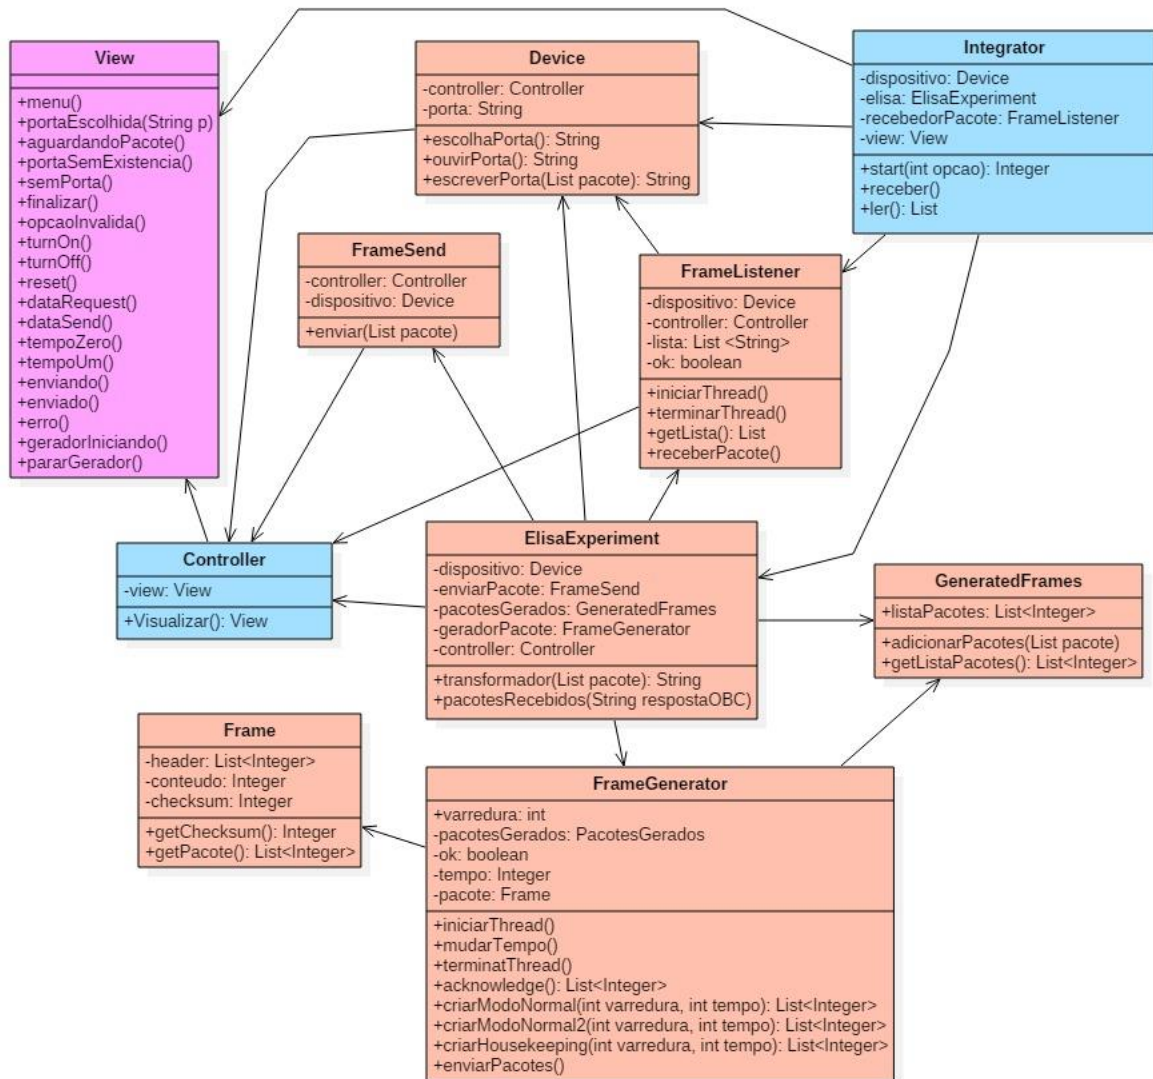 View
+menu()
+portaEscolhida(String p)
+aguardandoPacote()
+portaSemExistencia()
+semPorta()
+finalizar()
+opcaoInvalida()
+turnOn()
+turnOff()
+reset()
+dataRequest()
+dataSend()
+tempoZero()
+tempoUm()
+enviando()
+enviado()
+erro()
+geradorIniciando()
+pararGerador()
Device
-controller: Controller
-porta: String
+escolhaPorta(): String
+ouvirPorta(): String
+escreverPorta(List pacote): String
Integrator
-dispositivo: Device
-elisa: ElisaExperiment
-recebedorPacote: FrameListener
-view: View
+start(int opcao): Integer
+receber()
+ler(): List
FrameSend
-controller: Controller
-dispositivo: Device
+enviar(List pacote)
FrameListener
-dispositivo: Device
-controller: Controller
-lista: List <String>
-ok: boolean
+iniciarThread()
+terminarThread()
+getLista(): List
+receberPacote()
Controller
-view: View
+Visualizar(): View
ElisaExperiment
-dispositivo: Device
-enviarPacote: FrameSend
-pacotesGerados: GeneratedFrames
-geradorPacote: FrameGenerator
-controller: Controller
+transformador(List pacote): String
+pacotesRecebidos(String respostaOBC)
GeneratedFrames
+listaPacotes: List<Integer>
+adicionarPacotes(List pacote)
+getListaPacotes(): List<Integer>
Frame
-header: List<Integer>
-conteudo: Integer
-checksum: Integer
+getChecksum(): Integer
+getPacote(): List<Integer>
FrameGenerator
+varredura: int
-pacotesGerados: PacotesGerados
-ok: boolean
-tempo: Integer
-pacote: Frame
+iniciarThread()
+mudarTempo()
+terminatThread()
+acknowledge(): List<Integer>
+criarModoNormal(int varredura, int tempo): List<Integer>
+criarModoNormal2(int varredura, int tempo): List<Integer>
+criarHousekeeping(int varredura, int tempo): List<Integer>
+enviarPacotes()